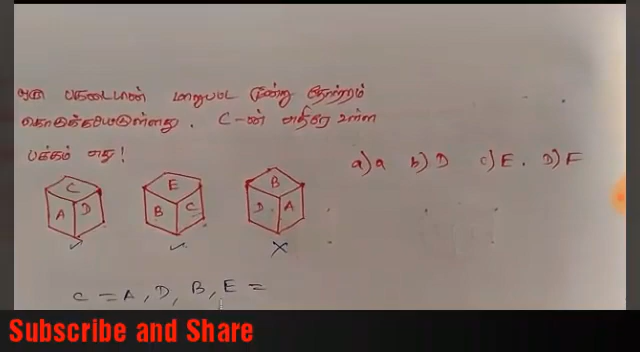 ஒரு பகடையின் மாறுபட்ட மூன்று தோற்றம்
கொடுக்கப்பட்டுள்ளது. C-ன் எதிரே உள்ள
பக்கம் எது!
a) a b) D c) E. D) F
C A D
E B C
B D A
C = A, D, B, E =
Subscribe and Share